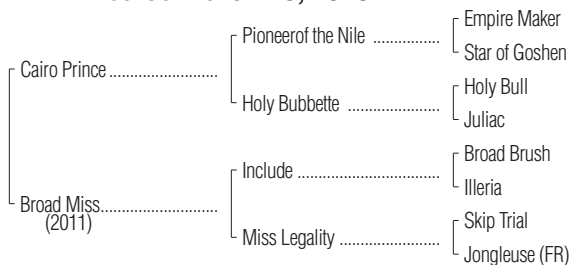 Empire Maker
Pioneerof the Nile ....................
Star of Goshen
Cairo Prince ...........................
Holy Bull
Holy Bubbette .......................
Juliac
Broad Brush
Include ...................................
Illeria
Broad Miss.............................
(2011)
Skip Trial
Miss Legality .........................
Jongleuse (FR)